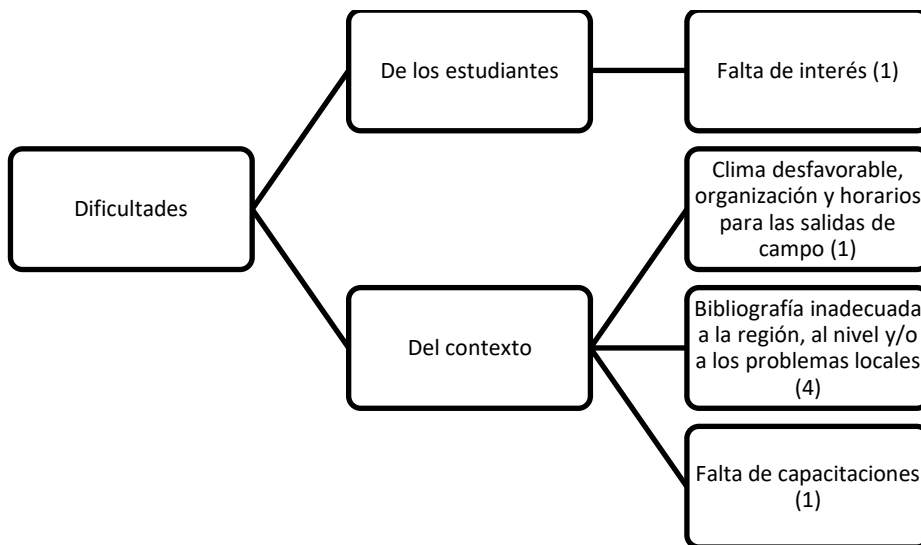 De los estudiantes
Falta de interés (1)
Dificultades
Clima desfavorable,
organización y horarios
para las salidas de
campo (1)
Del contexto
Bibliografía inadecuada
a la región, al nivel y/o
a los problemas locales
(4)
Falta de capacitaciones
(1)